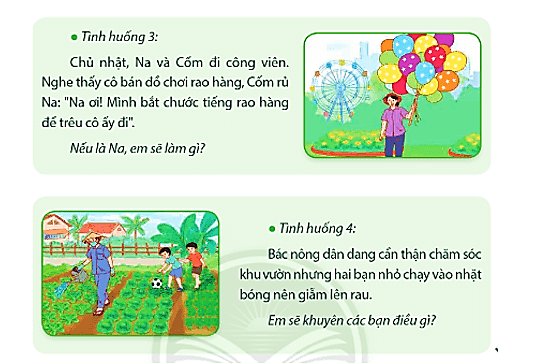 • Tình huống 3:
Chủ nhật, Na và Cốm đi công viên.
Nghe thấy cô bán đồ chơi rao hàng, Cốm rủ
Na: "Na ơi! Mình bắt chước tiếng rao hàng
để trêu cô ấy đi".
Nếu là Na, em sẽ làm gì?
• Tình huống 4:
Bác nông dân đang cẩn thận chăm sóc
khu vườn nhưng hai bạn nhỏ chạy vào nhặt
bóng nên giẫm lên rau.
Em sẽ khuyên các bạn điều gì?